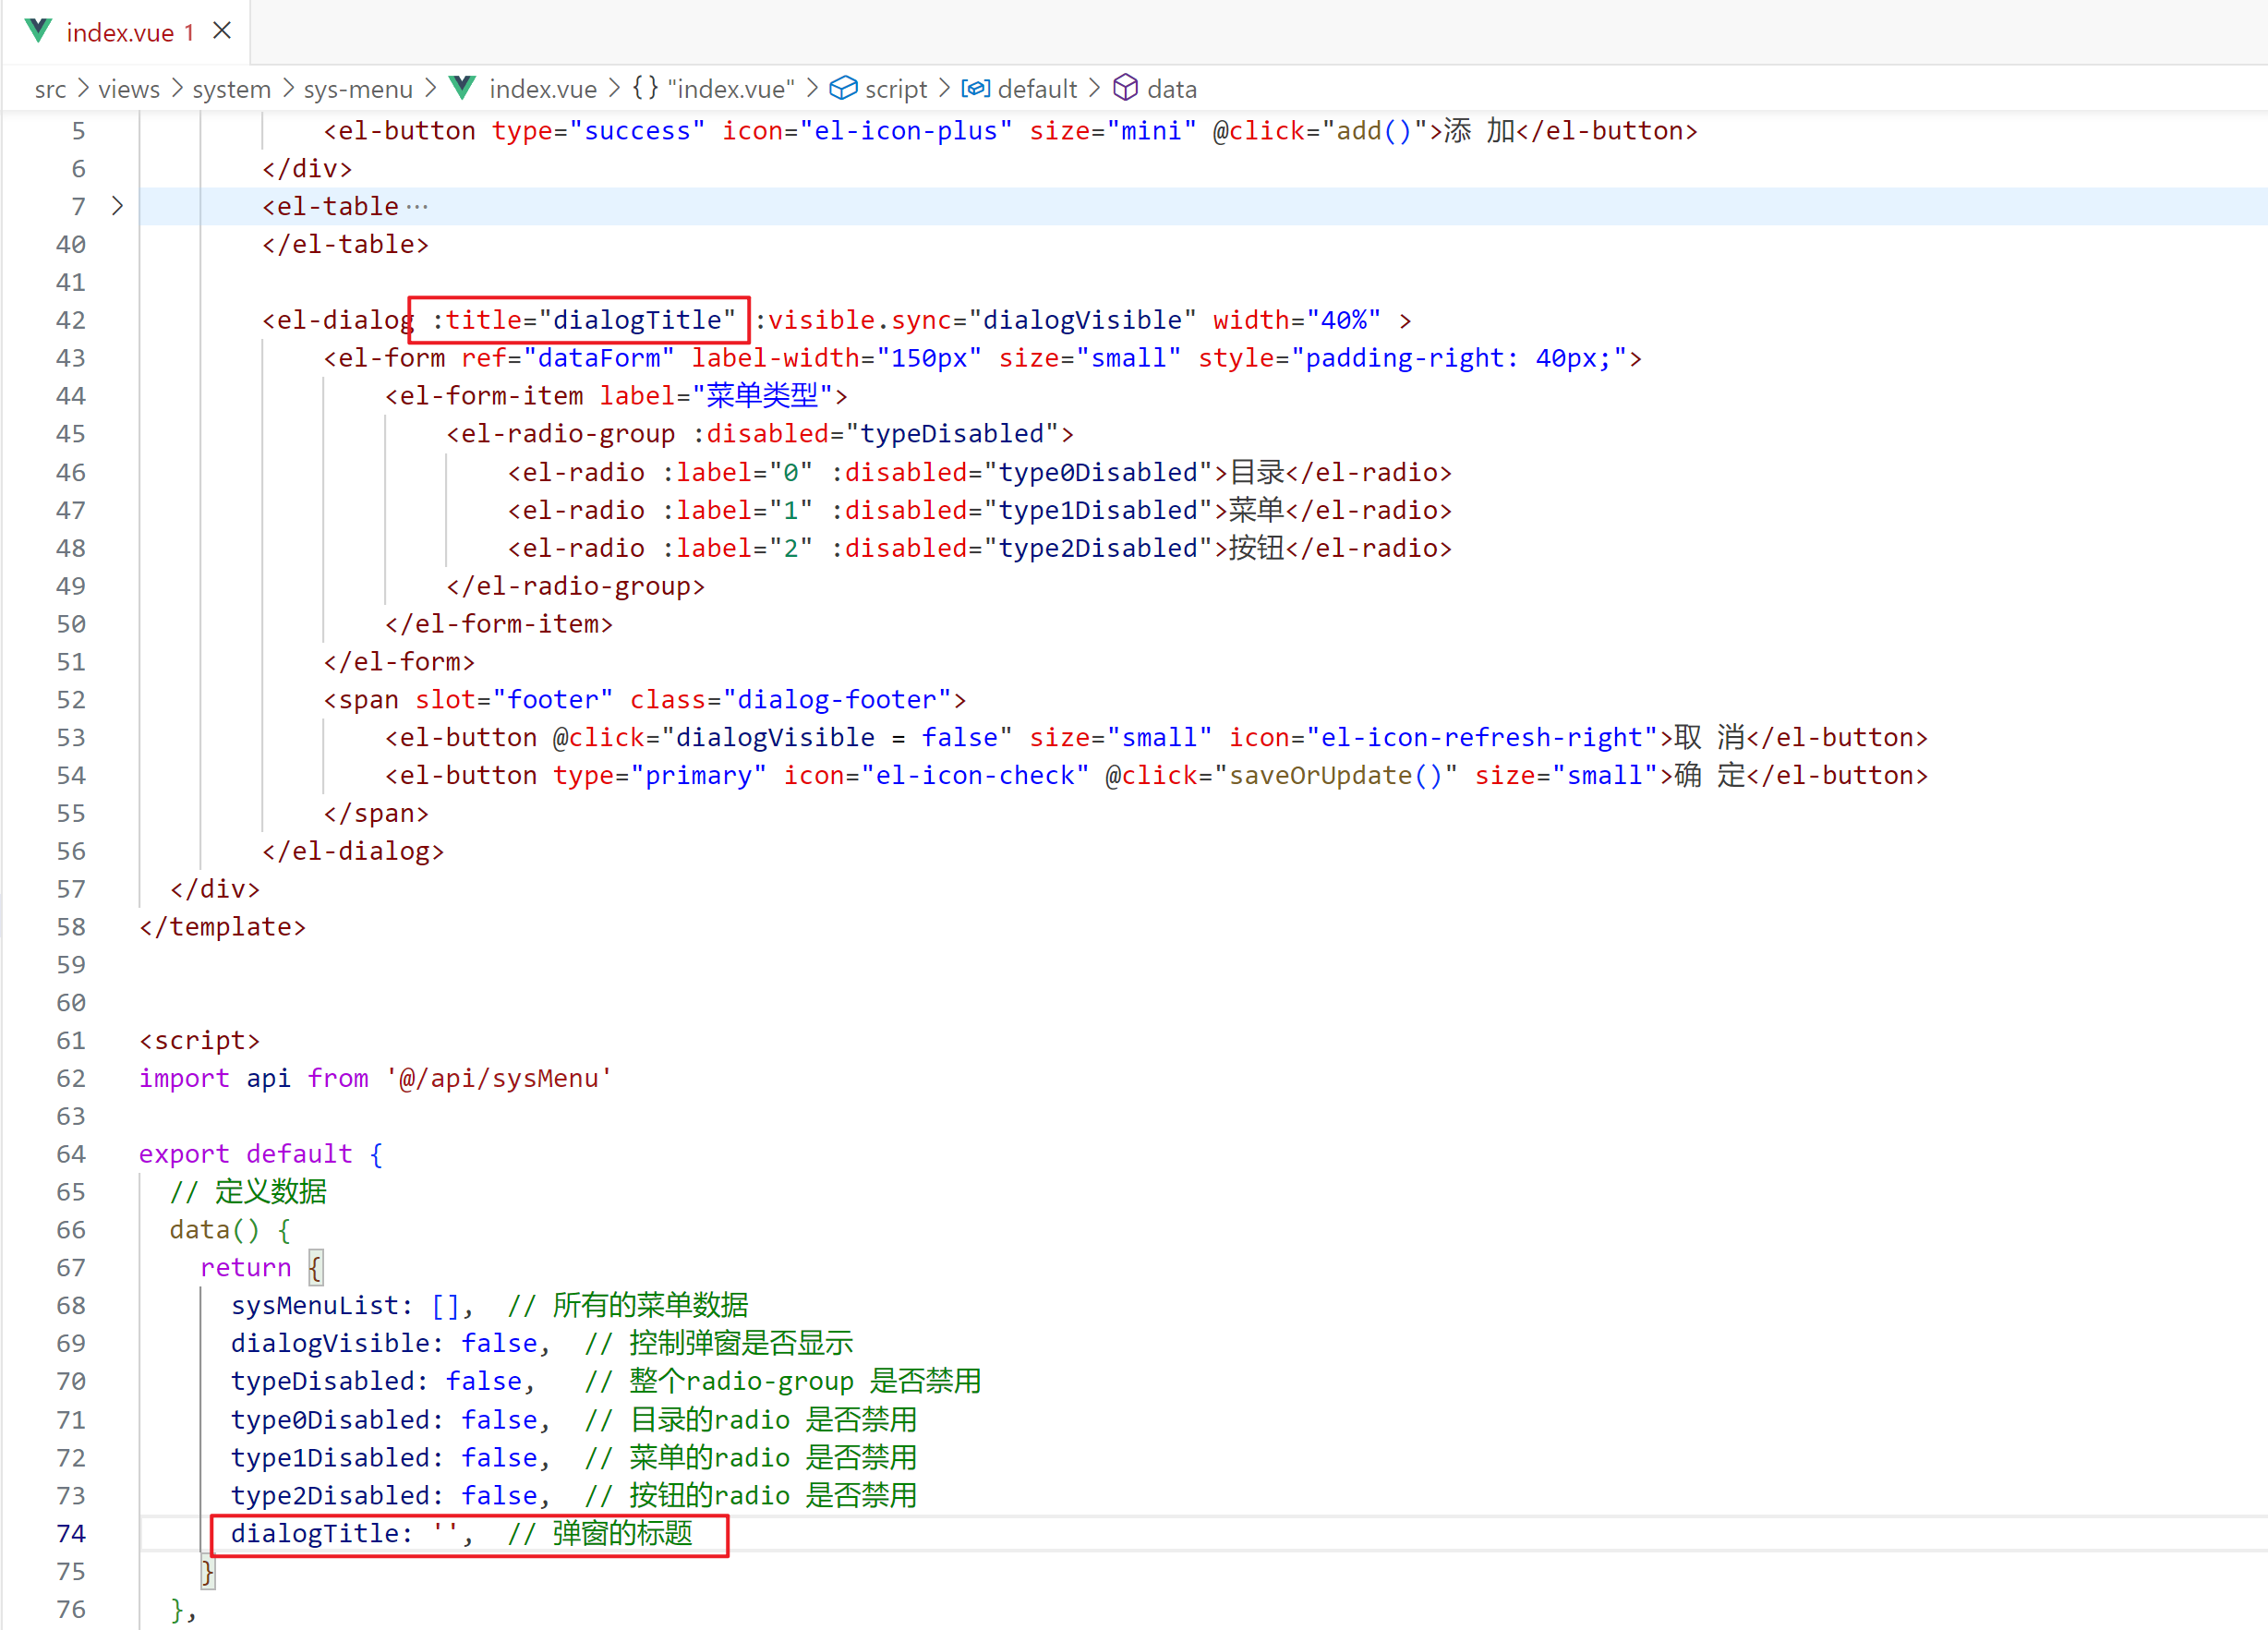 index.vue 1
src > views > system > sys-menu > index.vue > {} "index.vue" > script > default > data
5 <el-button type="success" icon="el-icon-plus" size="mini" @click="add()">添 加</el-button>
6 </div>
7 <el-table ···
40 </el-table>
41
42 <el-dialog :title="dialogTitle" :visible.sync="dialogVisible" width="40%" >
43 <el-form ref="dataForm" label-width="150px" size="small" style="padding-right: 40px;">
44 <el-form-item label="菜单类型">
45 <el-radio-group :disabled="typeDisabled">
46 <el-radio :label="0" :disabled="type0Disabled">目录</el-radio>
47 <el-radio :label="1" :disabled="type1Disabled">菜单</el-radio>
48 <el-radio :label="2" :disabled="type2Disabled">按钮</el-radio>
49 </el-radio-group>
50 </el-form-item>
51 </el-form>
52 <span slot="footer" class="dialog-footer">
53 <el-button @click="dialogVisible = false" size="small" icon="el-icon-refresh-right">取 消</el-button>
54 <el-button type="primary" icon="el-icon-check" @click="saveOrUpdate()" size="small">确 定</el-button>
55 </span>
56 </el-dialog>
57 </div>
58 </template>
59
60
61 <script>
62 import api from '@/api/sysMenu'
63
64 export default {
65 // 定义数据
66 data() {
67 return {
68 sysMenuList: [], // 所有的菜单数据
69 dialogVisible: false, // 控制弹窗是否显示
70 typeDisabled: false, // 整个radio-group 是否禁用
71 type0Disabled: false, // 目录的radio 是否禁用
72 type1Disabled: false, // 菜单的radio 是否禁用
73 type2Disabled: false, // 按钮的radio 是否禁用
74 dialogTitle: '', // 弹窗的标题
75 }
76 },